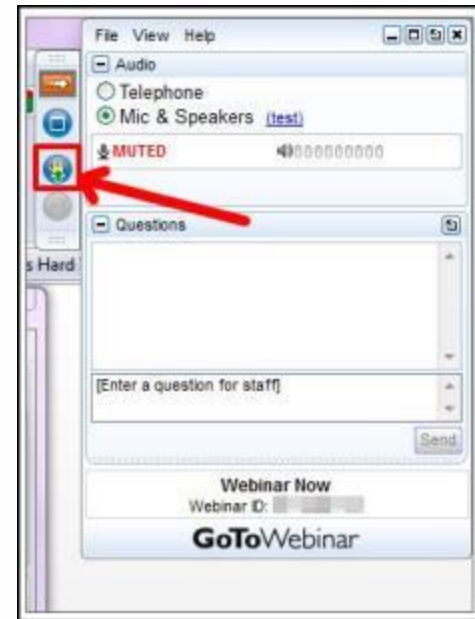 File View Help
Audio
Telephone
Mic & Speakers (test)
MUTED
Questions
s Hard
[Enter a question for staff]
Send
Webinar Now
Webinar ID:
GoToWebinar